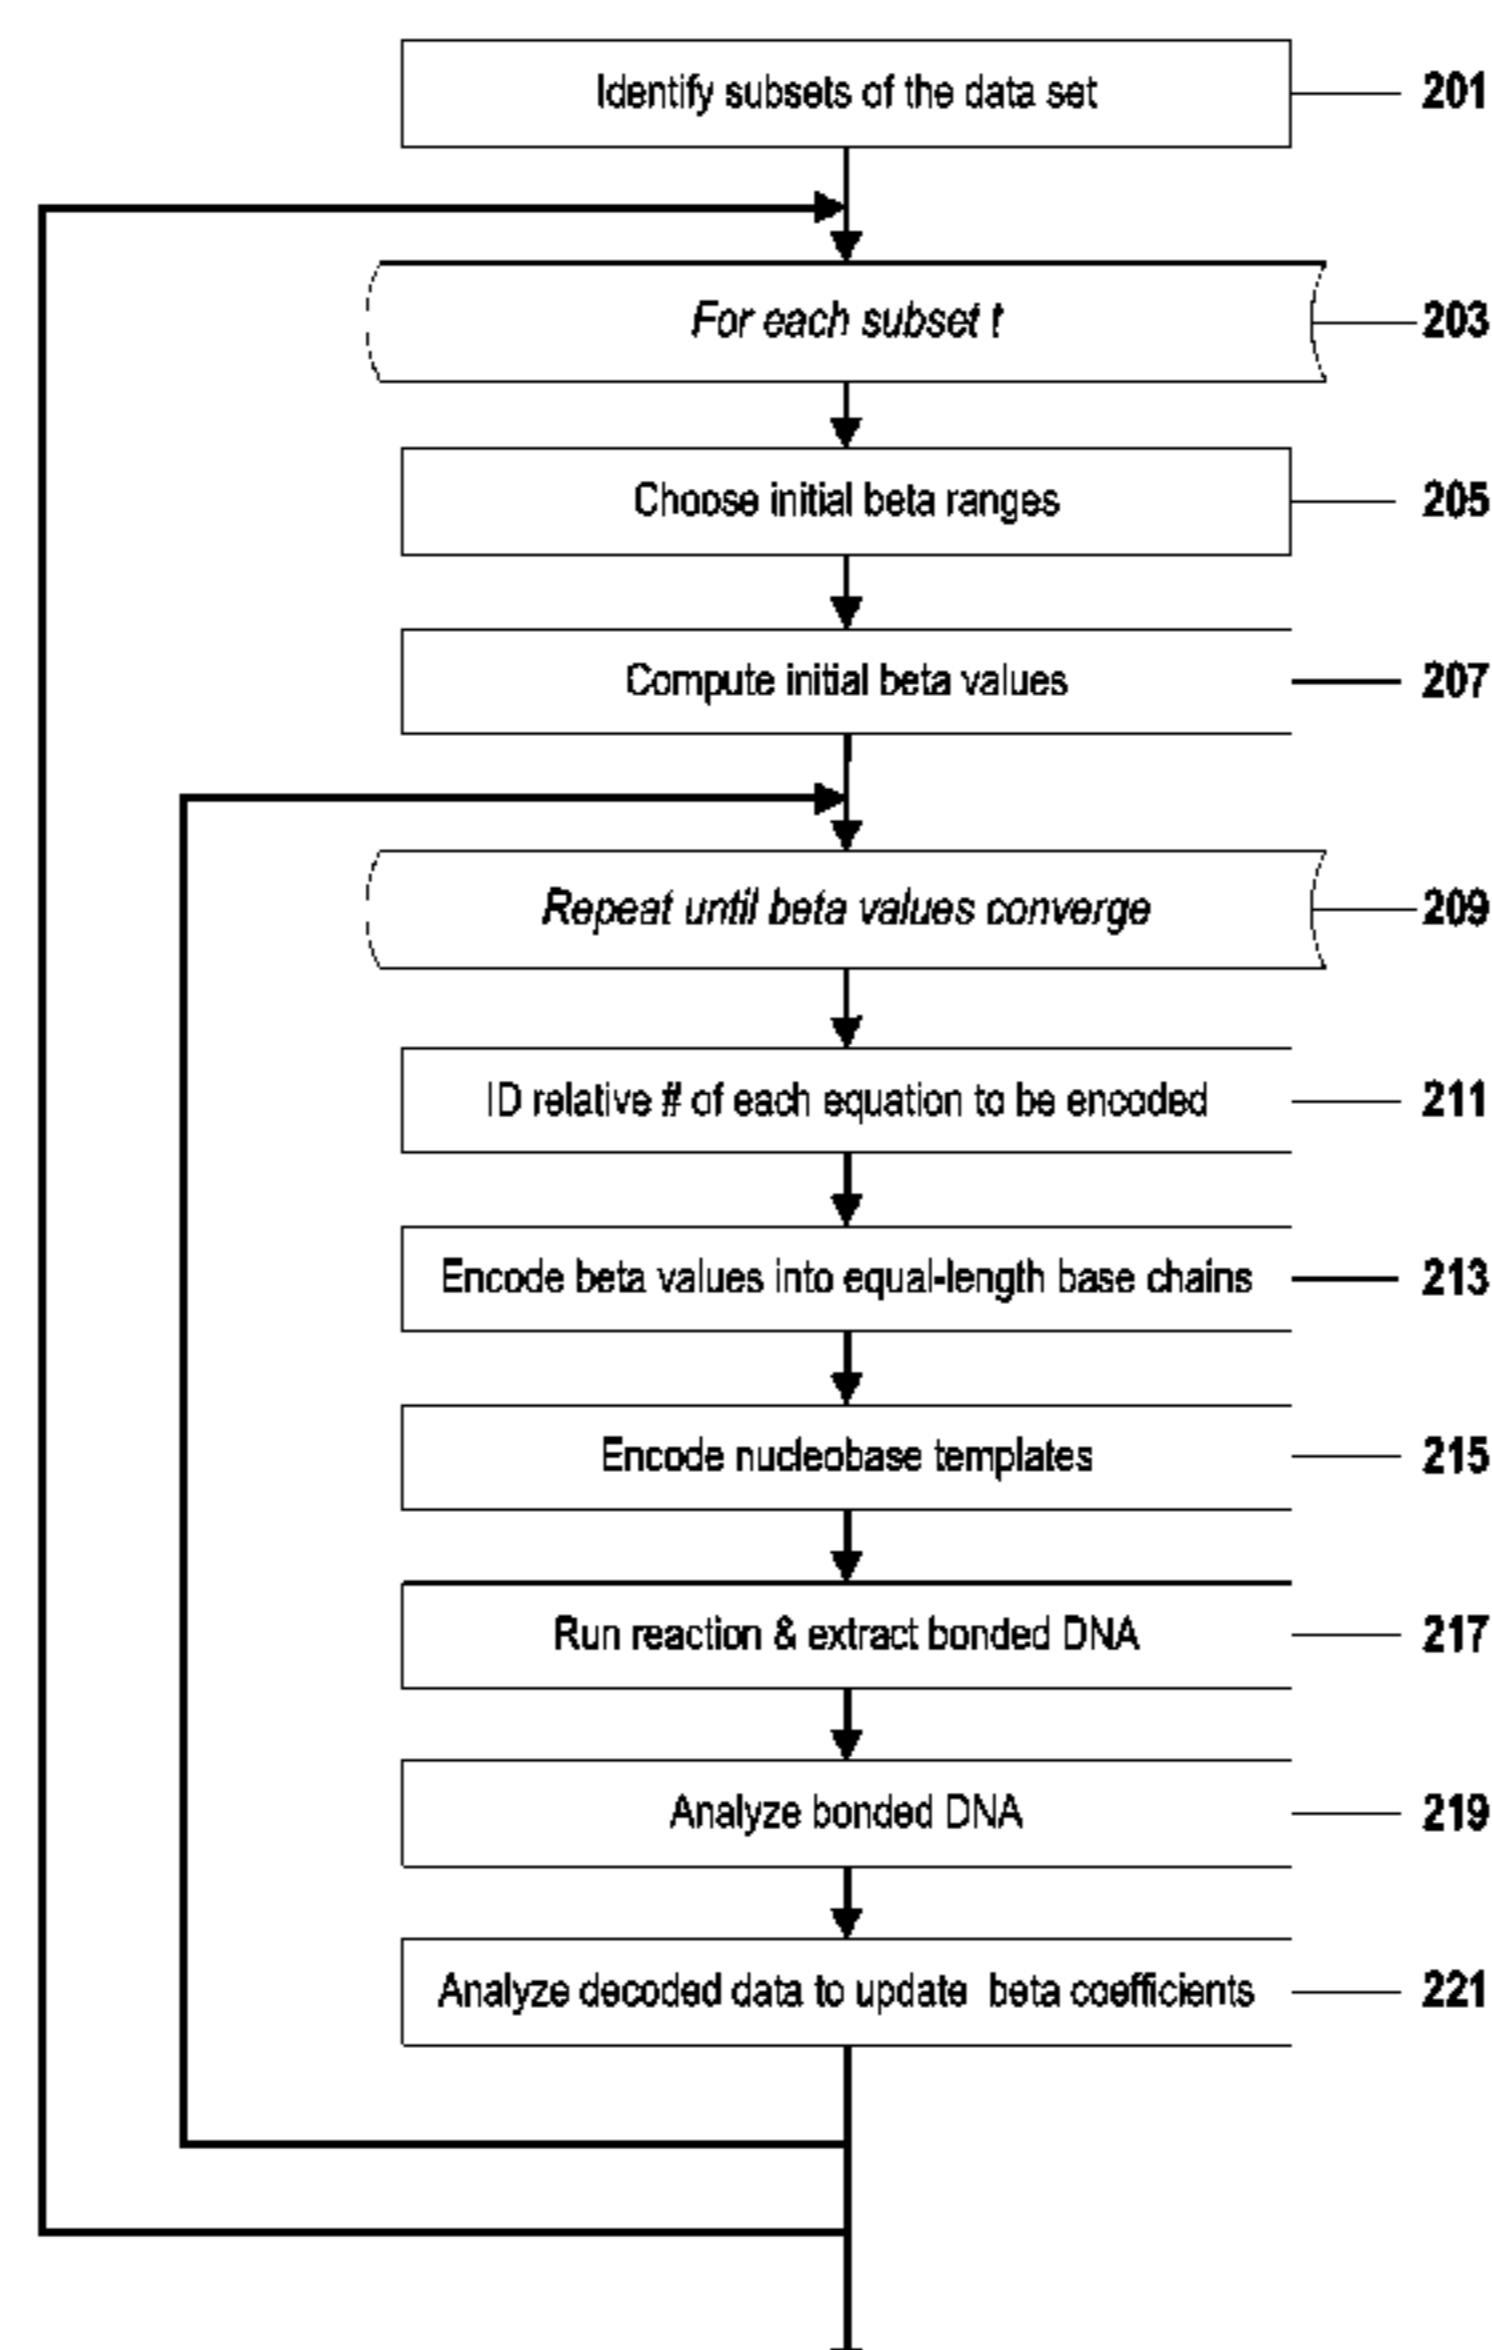 Identify subsets of the data set 201
For each subset t 203
Choose initial beta ranges 205
Compute initial beta values 207
Repeat until beta values converge 209
ID relative # of each equation to be encoded 211
Encode beta values into equal-length base chains 213
Encode nucleobase templates 215
Run reaction & extract bonded DNA 217
Analyze bonded DNA 219
Analyze decoded data to update beta coefficients 221